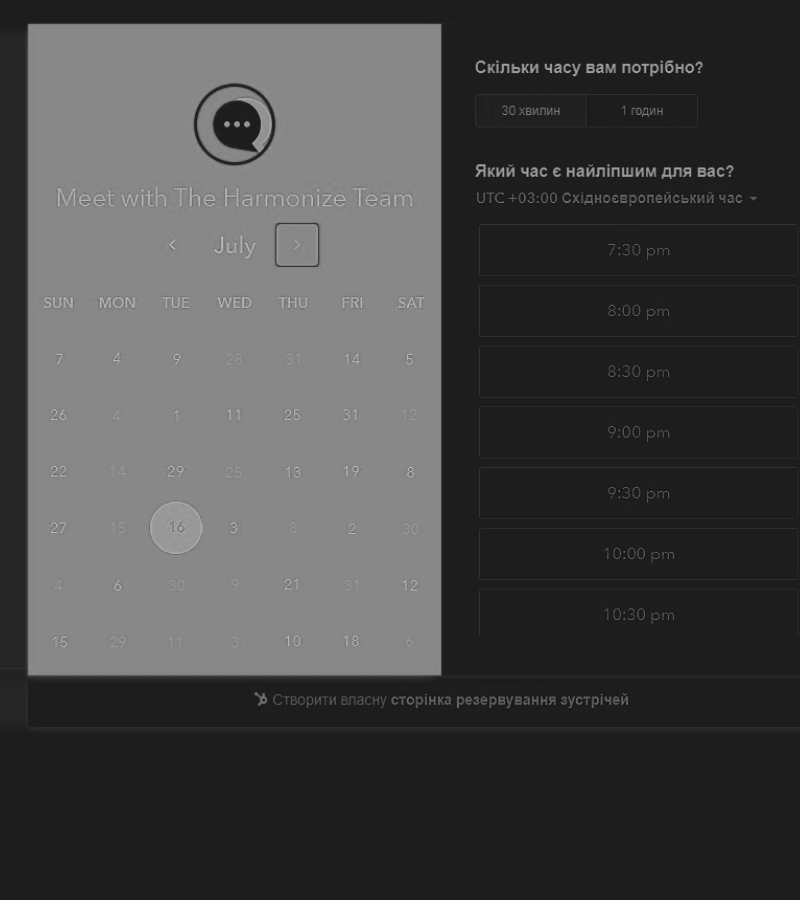 Meet with The Harmonize Team
July
SUN MON TUE WED THU FRI SAT
7 4 9 28 31 14 5
26 4 1 11 25 31 12
22 14 29 25 13 19 8
27 15 16 3 8 2 30
4 6 30 9 21 31 12
15 29 11 3 10 18 6
Скільки часу вам потрібно?
30 хвилин 1 годин
Який час є найліпшим для вас?
UTC +03:00 Східноєвропейський час
7:30 pm
8:00 pm
8:30 pm
9:00 pm
9:30 pm
10:00 pm
10:30 pm
Створити власну сторінка резервування зустрічей